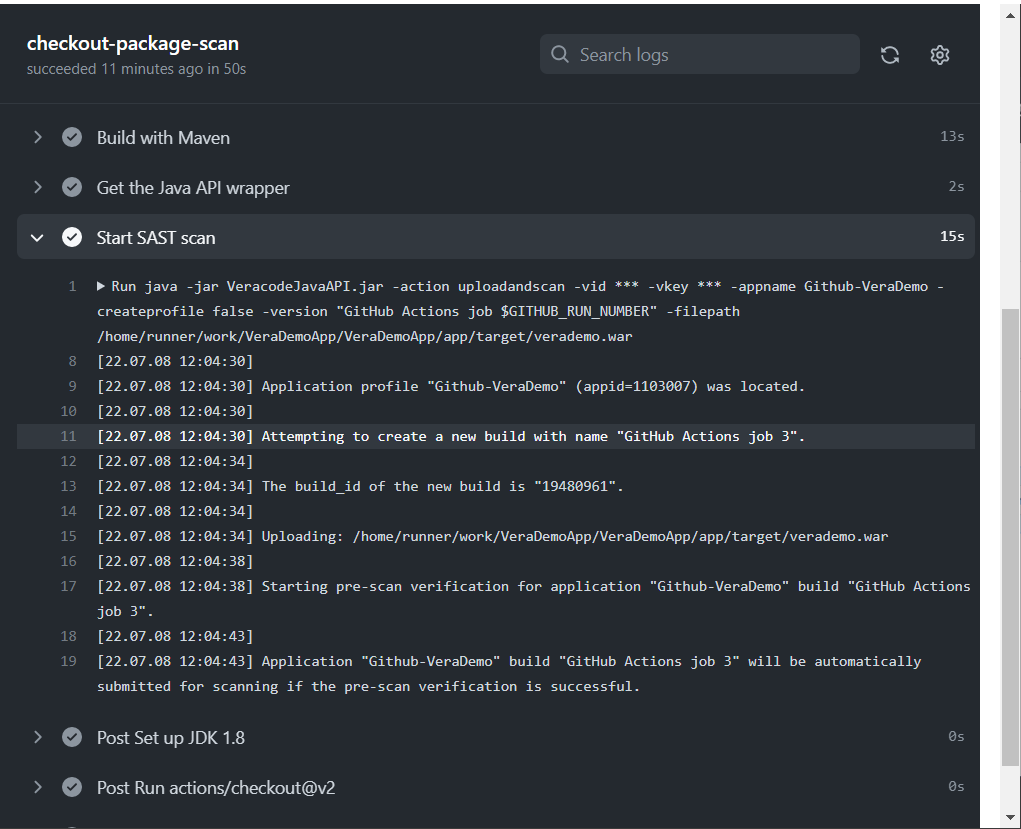 checkout-package-scan
succeeded 11 minutes ago in 50s
Search logs
Build with Maven 13s
Get the Java API wrapper 2s
Start SAST scan 15s
1 Run java -jar VeracodeJavaAPI.jar -action uploadandscan -vid *** -vkey *** -appname Github-VeraDemo -
createprofile false -version "GitHub Actions job $GITHUB_RUN_NUMBER" -filepath
/home/runner/work/VeraDemoApp/VeraDemoApp/app/target/verademo.war
8 [22.07.08 12:04:30]
9 [22.07.08 12:04:30] Application profile "Github-VeraDemo" (appid=1103007) was located.
10 [22.07.08 12:04:30]
11 [22.07.08 12:04:30] Attempting to create a new build with name "GitHub Actions job 3".
12 [22.07.08 12:04:34]
13 [22.07.08 12:04:34] The build_id of the new build is "19480961".
14 [22.07.08 12:04:34]
15 [22.07.08 12:04:34] Uploading: /home/runner/work/VeraDemoApp/VeraDemoApp/app/target/verademo.war
16 [22.07.08 12:04:38]
17 [22.07.08 12:04:38] Starting pre-scan verification for application "Github-VeraDemo" build "GitHub Actions
job 3".
18 [22.07.08 12:04:43]
19 [22.07.08 12:04:43] Application "Github-VeraDemo" build "GitHub Actions job 3" will be automatically
submitted for scanning if the pre-scan verification is successful.
Post Set up JDK 1.8 0s
Post Run actions/checkout@v2 0s